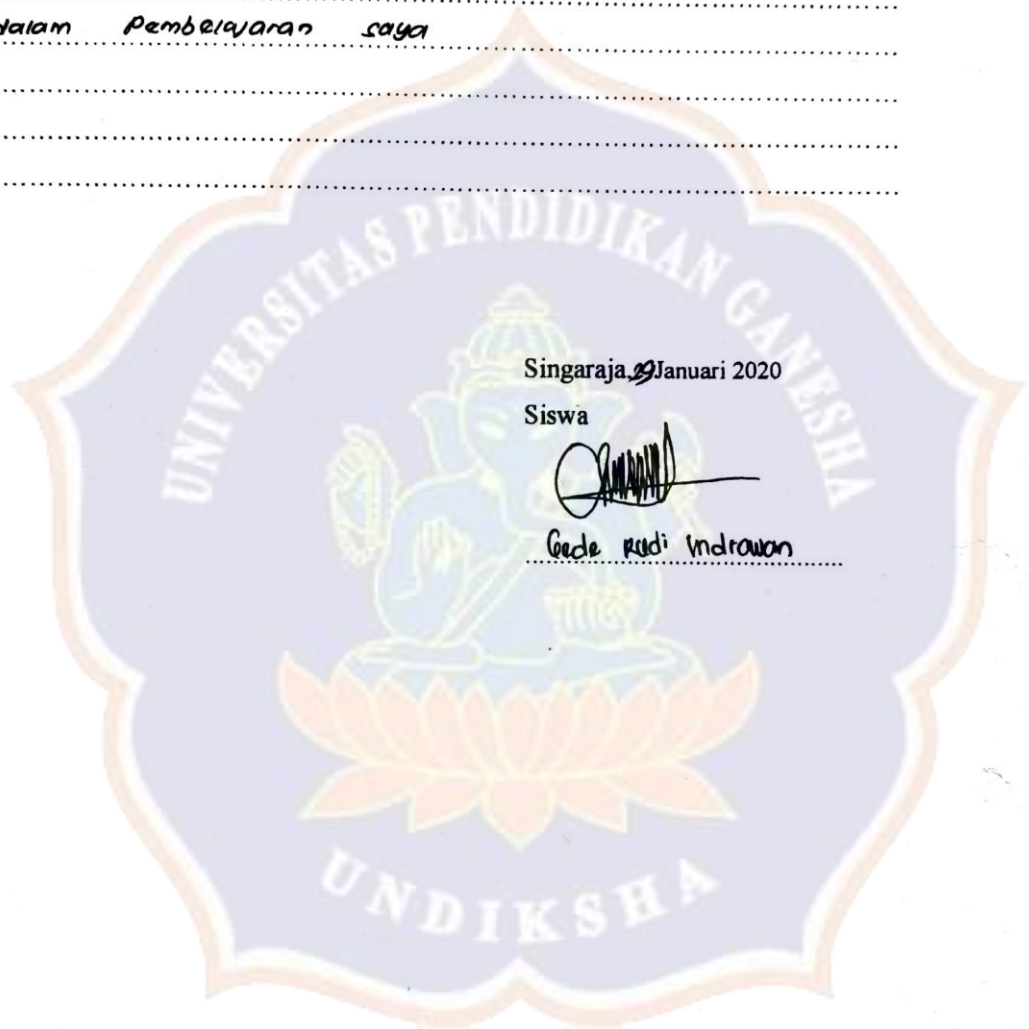 dalam Pembelajaran saya
UNIVERSITAS PENDIDIKAN GANESHA
Singaraja, 29 Januari 2020
Siswa
Gede Rudi Indrawan
UNDIKSHA